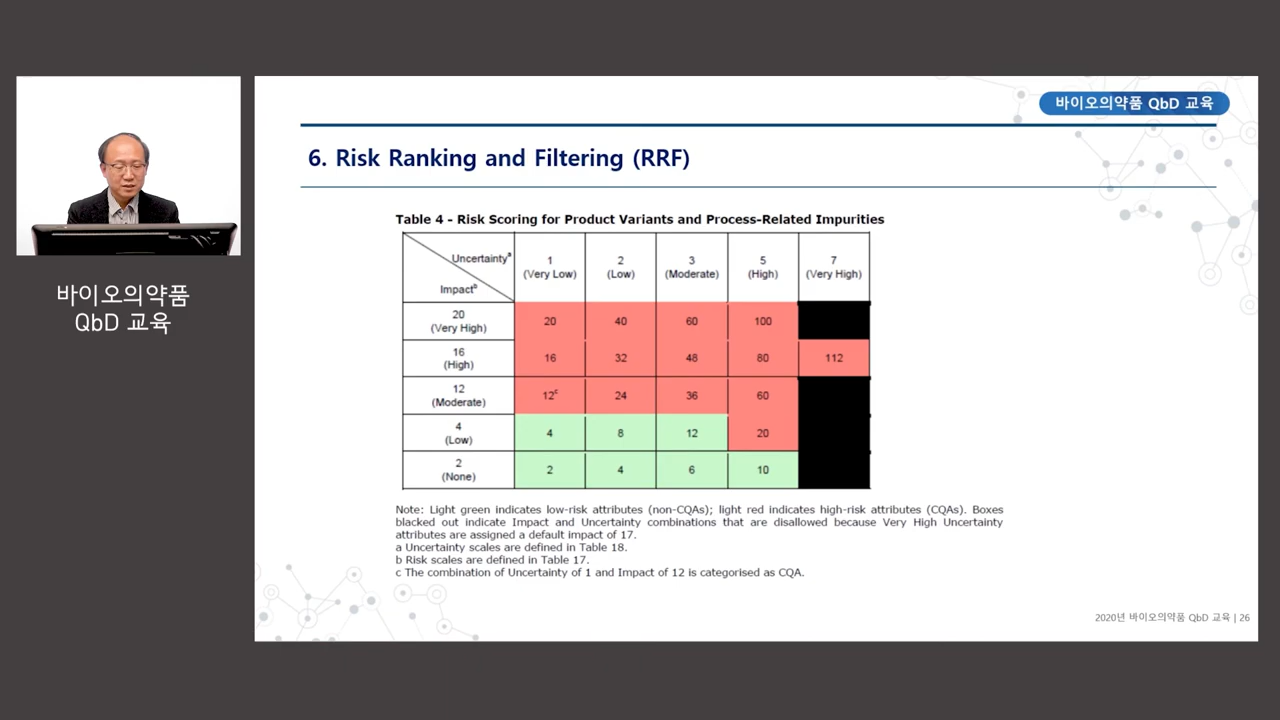 바이오의약품 QbD 교육
6. Risk Ranking and Filtering (RRF)
바이오의약품
QbD 교육
Table 4 - Risk Scoring for Product Variants and Process-Related Impurities
Uncertaintyᵃ
Impactᵇ
1 (Very Low)
2 (Low)
3 (Moderate)
5 (High)
7 (Very High)
20 (Very High) 20 40 60 100
16 (High) 16 32 48 80 112
12 (Moderate) 12ᶜ 24 36 60
4 (Low) 4 8 12 20
2 (None) 2 4 6 10
Note: Light green indicates low-risk attributes (non-CQAs); light red indicates high-risk attributes (CQAs). Boxes
blacked out indicate Impact and Uncertainty combinations that are disallowed because Very High Uncertainty
attributes are assigned a default impact of 17.
a Uncertainty scales are defined in Table 18.
b Risk scales are defined in Table 17.
c The combination of Uncertainty of 1 and Impact of 12 is categorised as CQA.
2020년 바이오의약품 QbD 교육 | 26